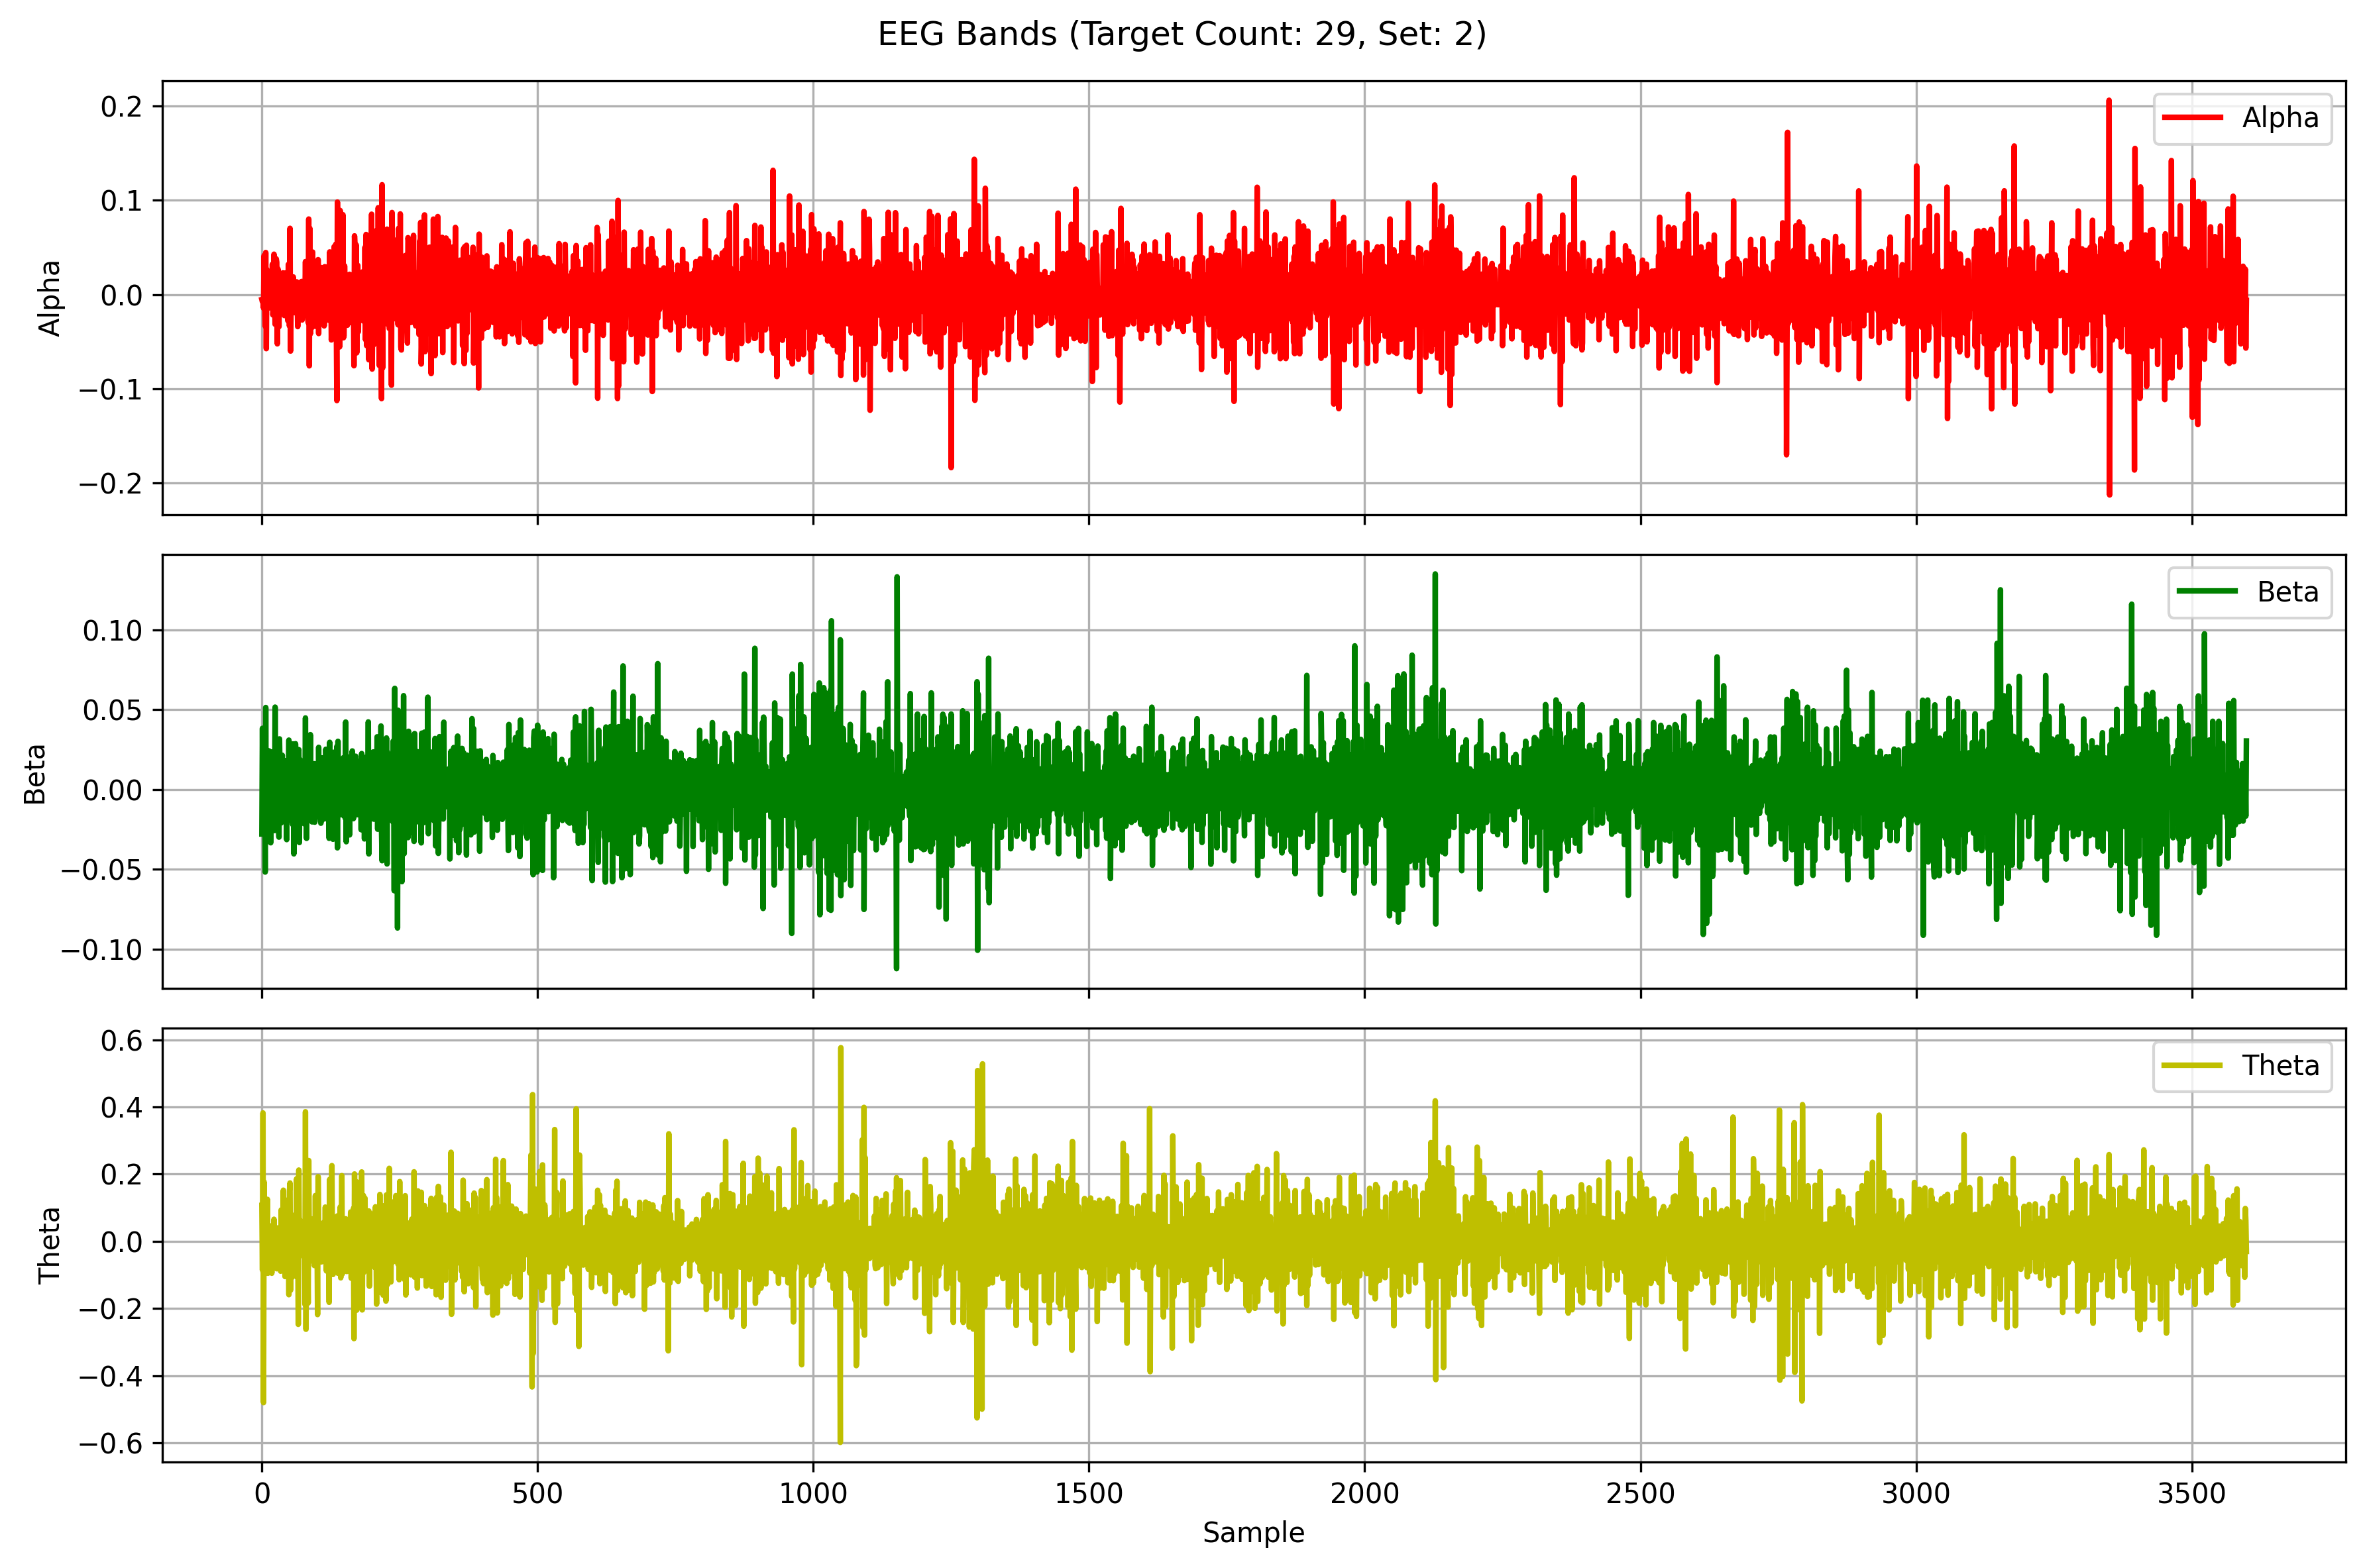 EEG Bands (Target Count: 29, Set: 2)
0.2
0.1
0.0
−0.1
−0.2
Alpha
Alpha
0.10
0.05
0.00
−0.05
−0.10
Beta
Beta
0.6
0.4
0.2
0.0
−0.2
−0.4
−0.6
Theta
Theta
0 500 1000 1500 2000 2500 3000 3500
Sample